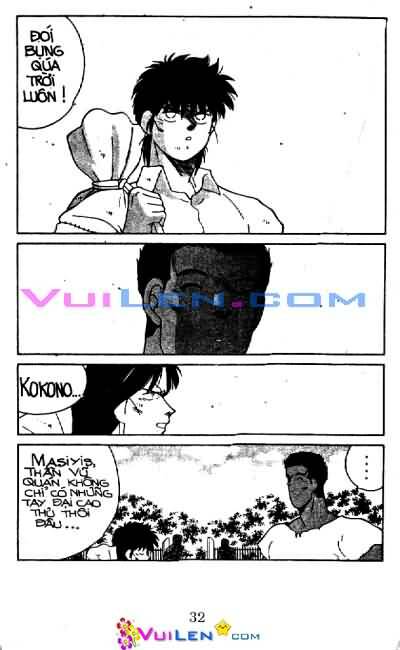 ĐÓI
BỤNG
QÚA
TRỜI
LUÔN!
VUILEN.COM
KOKONO...
MASIYIS,
THẦN VŨ
QUÁN KHÔNG
CHỈ CÓ NHỮNG
TAY ĐẠI CAO
THỦ THÔI
ĐÂU...
...
32
VUILEN
.COM